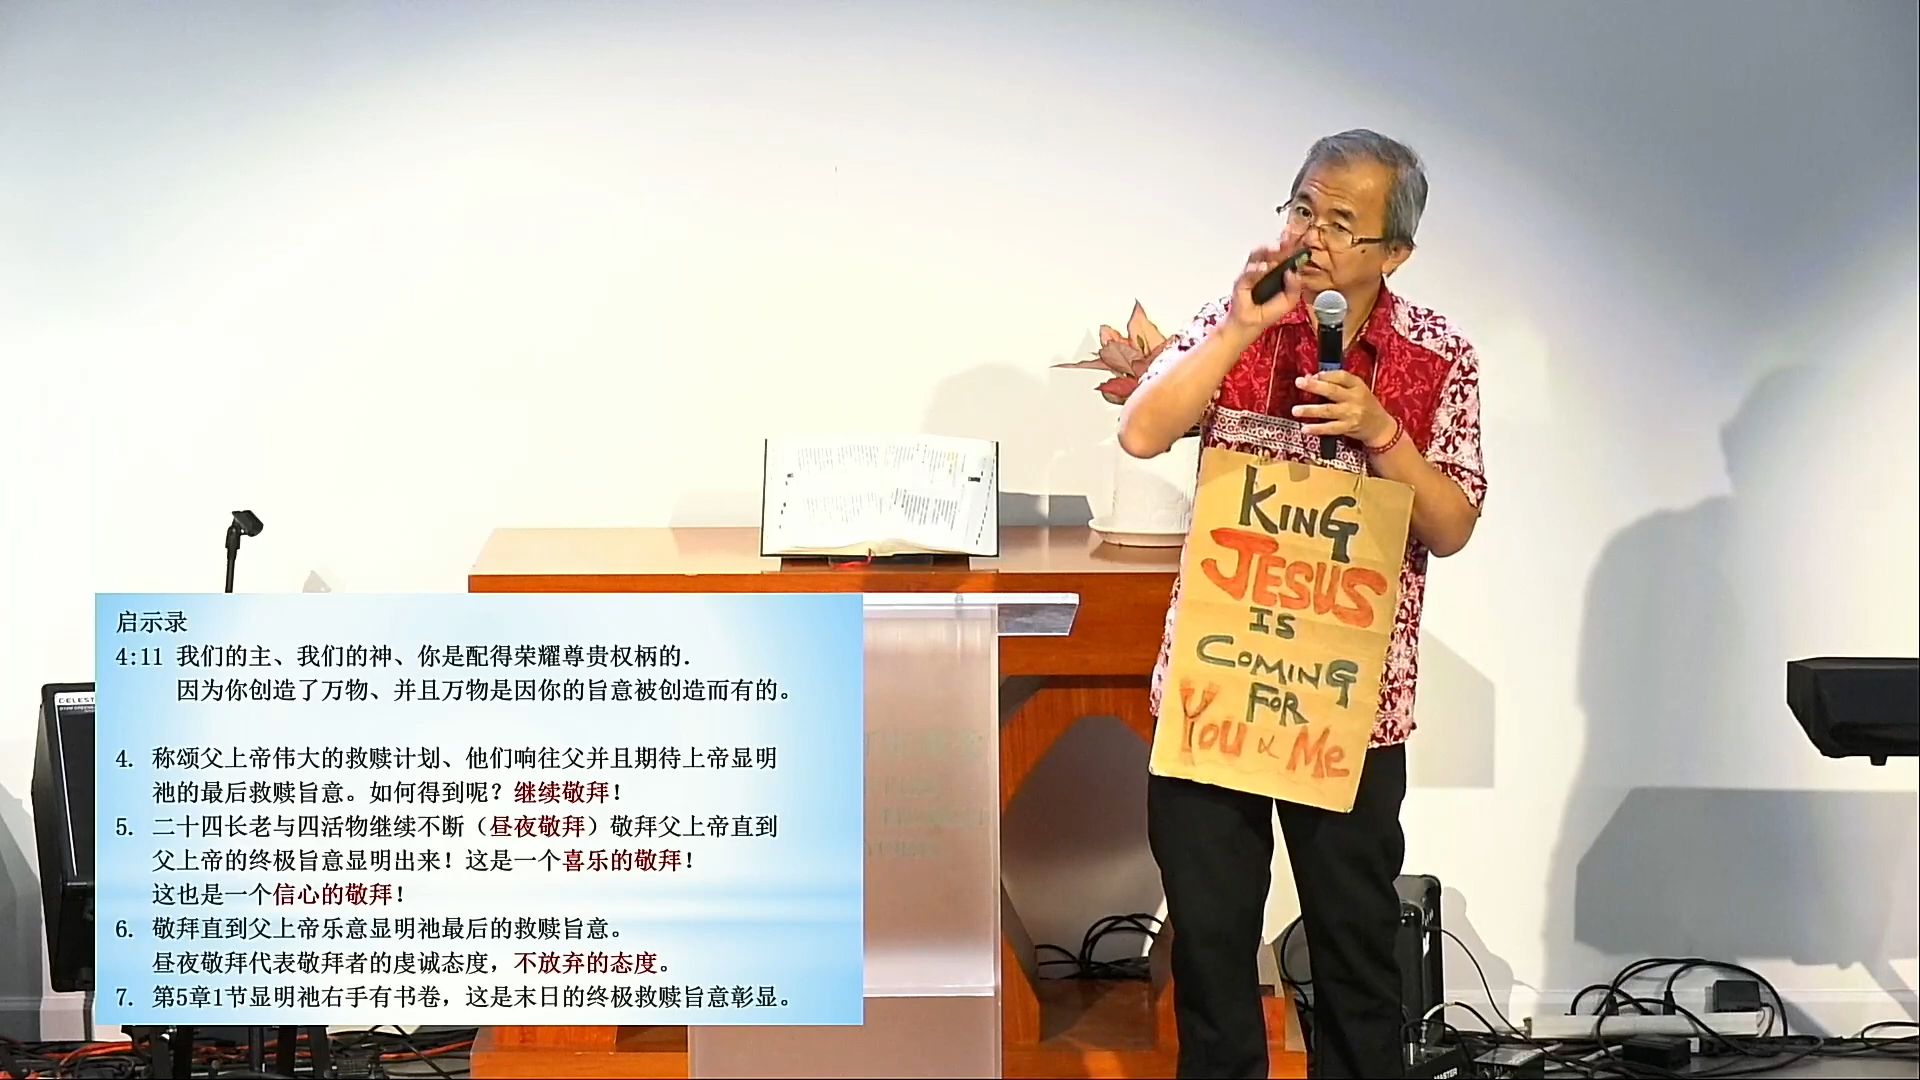 启示录
4:11 我们的主、我们的神、你是配得荣耀尊贵权柄的.
因为你创造了万物、并且万物是因你的旨意被创造而有的。
4. 称颂父上帝伟大的救赎计划、他们响往父并且期待上帝显明
祂的最后救赎旨意。如何得到呢？继续敬拜！
5. 二十四长老与四活物继续不断（昼夜敬拜）敬拜父上帝直到
父上帝的终极旨意显明出来！这是一个喜乐的敬拜！
这也是一个信心的敬拜！
6. 敬拜直到父上帝乐意显明祂最后的救赎旨意。
昼夜敬拜代表敬拜者的虔诚态度，不放弃的态度。
7. 第5章1节显明祂右手有书卷，这是末日的终极救赎旨意彰显。
KING
JESUS
IS
COMING
FOR
You & Me